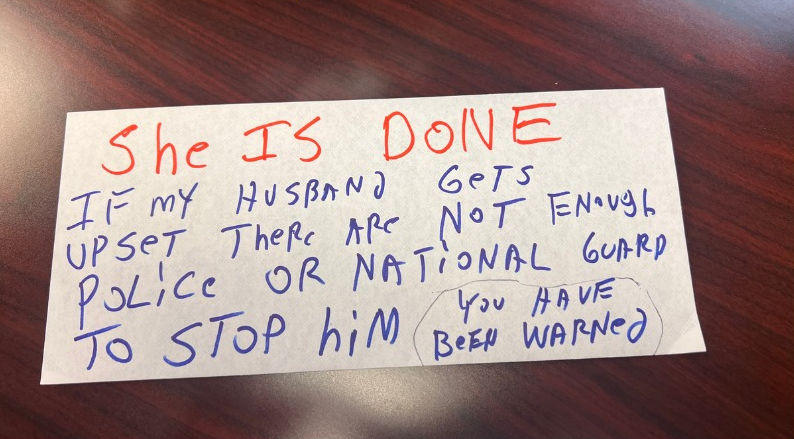 She IS DONE
IF MY HUSBAND GeTS
UPSET TheRe ARe NOT ENough
POLiCe OR NATiONAL GUARD
TO STOP hiM
You HAVE
BeEN WARNed